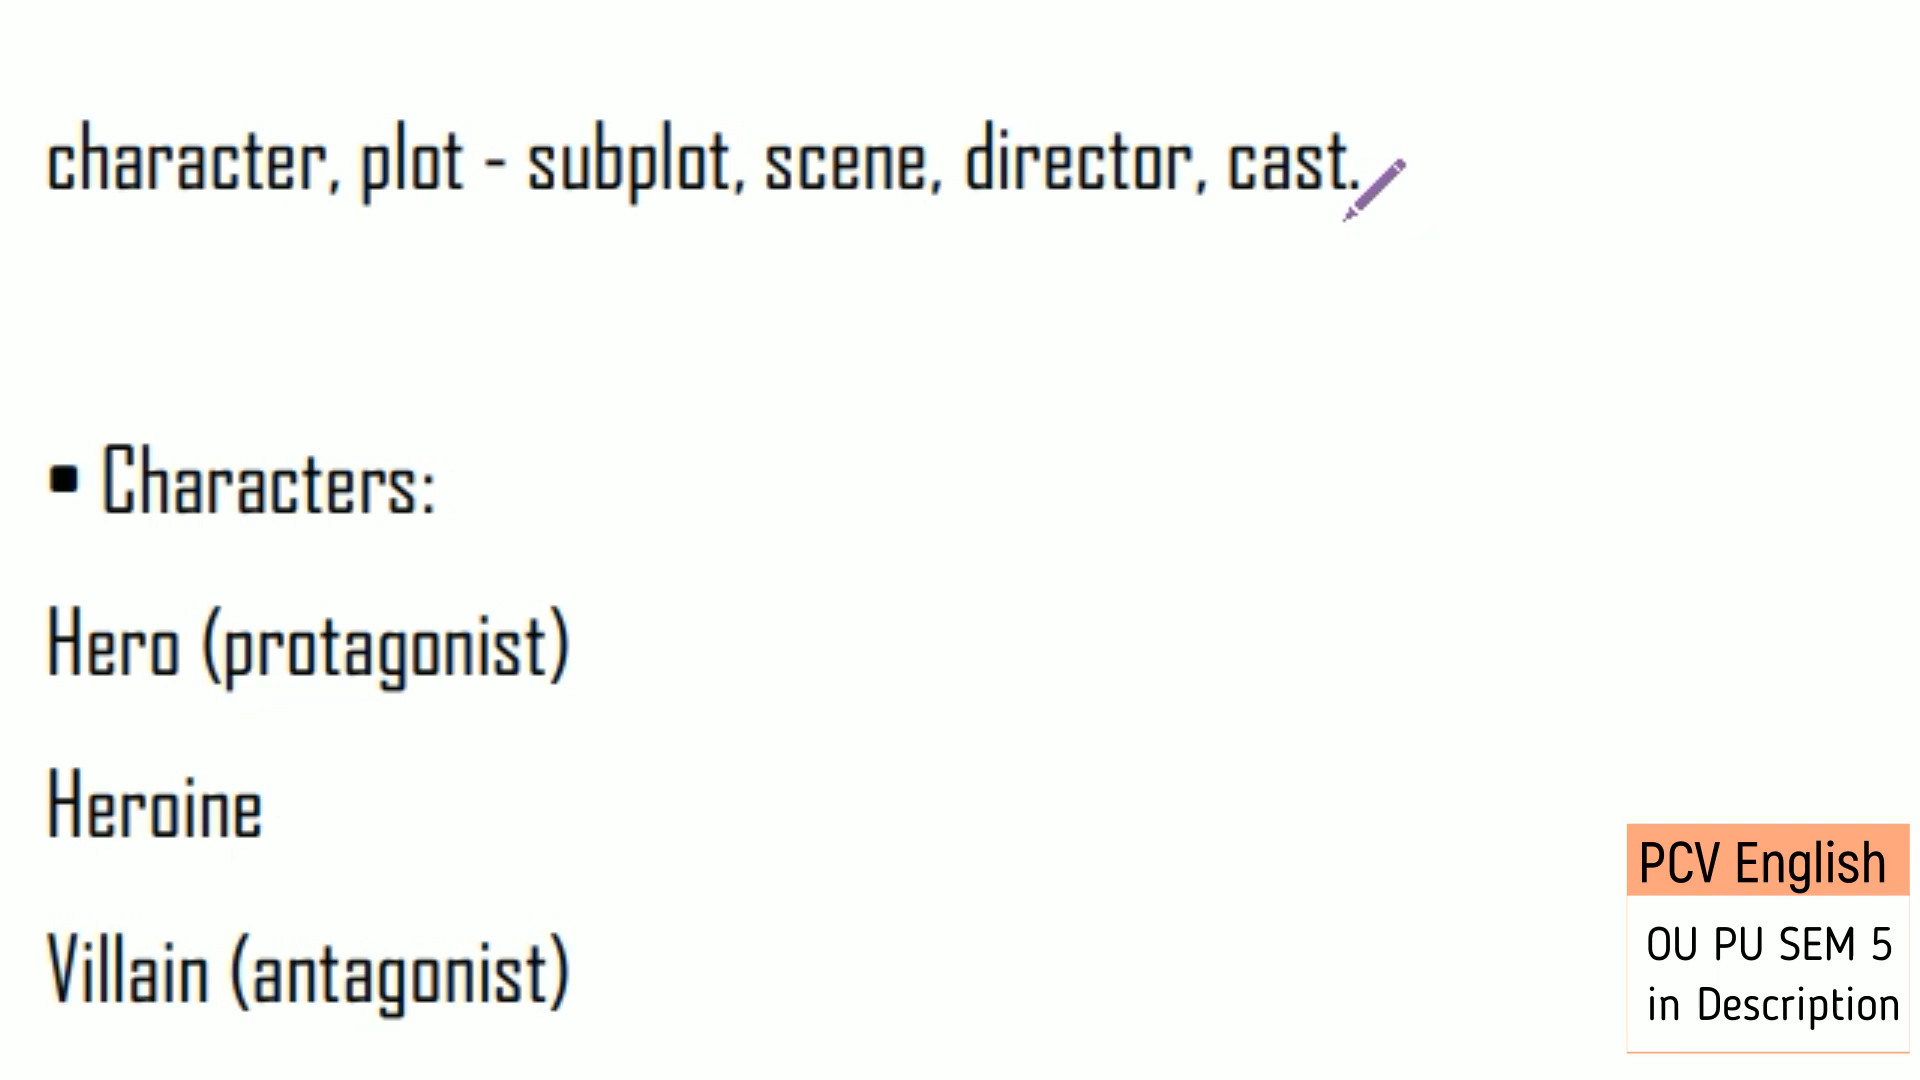 character, plot - subplot, scene, director, cast.
▪ Characters:
Hero (protagonist)
Heroine
Villain (antagonist)
PCV English
OU PU SEM 5
in Description